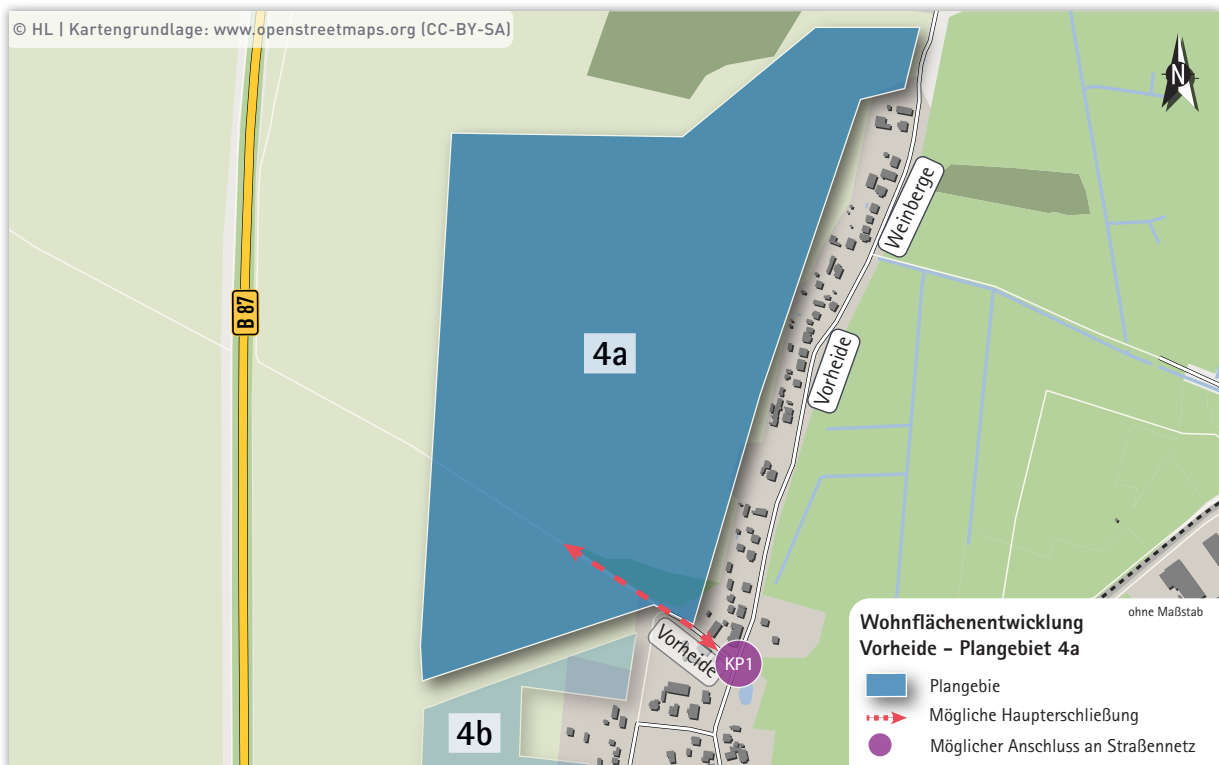 © HL | Kartengrundlage: www.openstreetmaps.org (CC-BY-SA)
N
Weinberge
B 87
4a
Vorheide
Vorheide
KP1
4b
ohne Maßstab
Wohnflächenentwicklung
Vorheide – Plangebiet 4a
Plangebie
Mögliche Haupterschließung
Möglicher Anschluss an Straßennetz